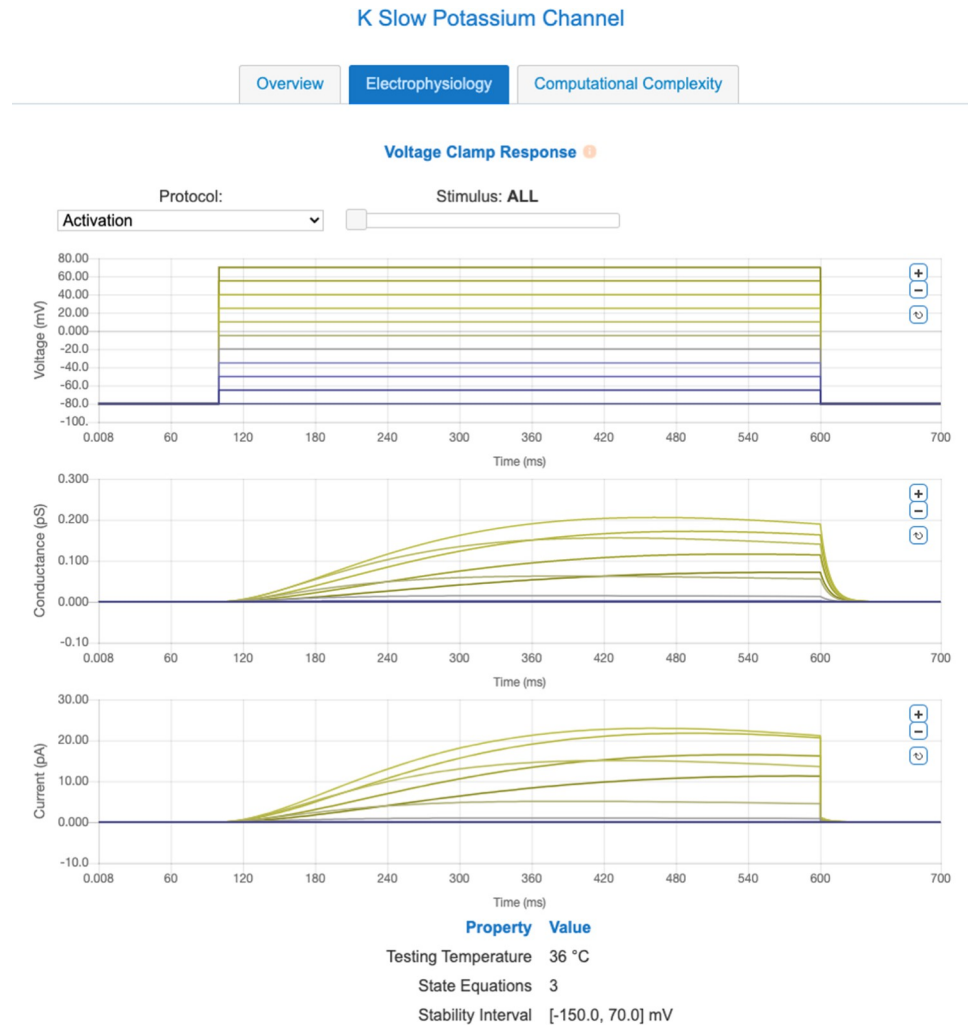 K Slow Potassium Channel
Overview Electrophysiology Computational Complexity
Voltage Clamp Response
Protocol: Stimulus: ALL
Activation
Voltage (mV)
80.00
60.00
40.00
20.00
0.000
-20.0
-40.0
-60.0
-80.0
-100.
0.008 60 120 180 240 300 360 420 480 540 600 700
Time (ms)
+
−
↻
Conductance (pS)
0.300
0.200
0.100
0.000
-0.10
0.008 60 120 180 240 300 360 420 480 540 600 700
Time (ms)
+
−
↻
Current (pA)
30.00
20.00
10.00
0.000
-10.0
0.008 60 120 180 240 300 360 420 480 540 600 700
Time (ms)
+
−
↻
Property Value
Testing Temperature 36 °C
State Equations 3
Stability Interval [-150.0, 70.0] mV